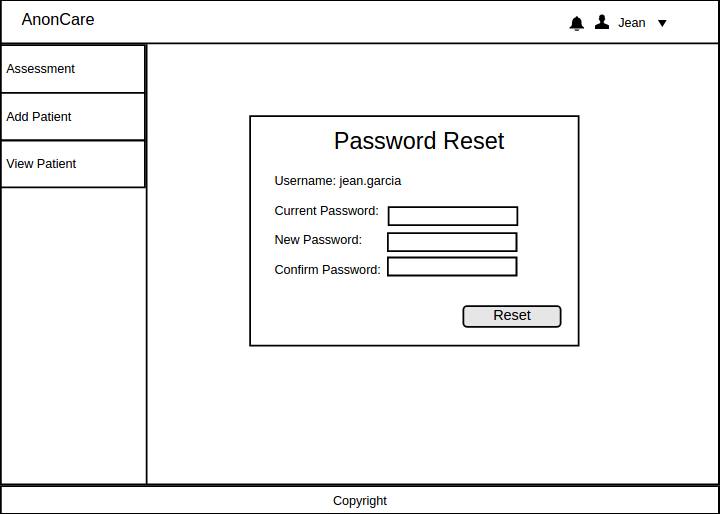 AnonCare
Jean
Assessment
Add Patient
View Patient
Password Reset
Username: jean.garcia
Current Password:
New Password:
Confirm Password:
Reset
Copyright